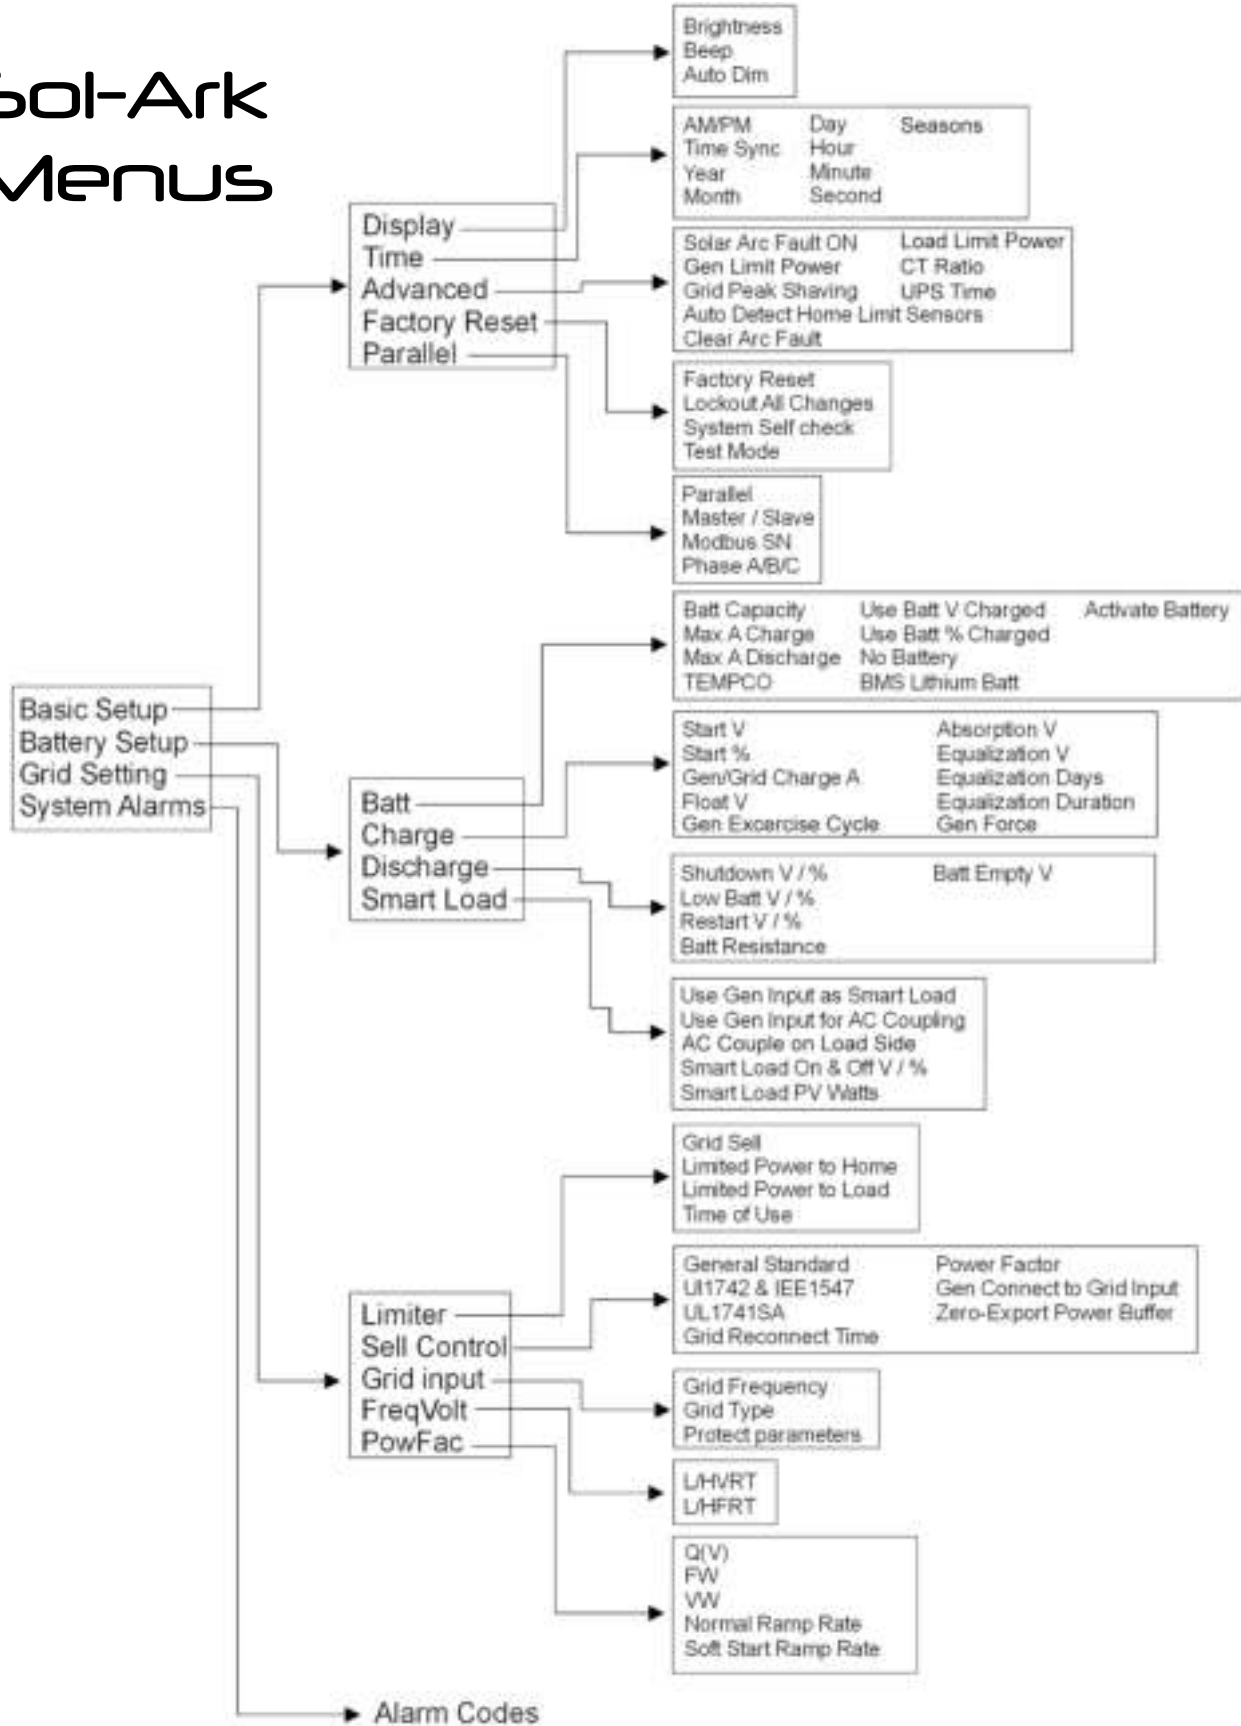 Sol-Ark
Menus
Basic Setup
Battery Setup
Grid Setting
System Alarms
Display
Time
Advanced
Factory Reset
Parallel
Brightness
Beep
Auto Dim
AM/PM Day Seasons
Time Sync Hour
Year Minute
Month Second
Solar Arc Fault ON Load Limit Power
Gen Limit Power CT Ratio
Grid Peak Shaving UPS Time
Auto Detect Home Limit Sensors
Clear Arc Fault
Factory Reset
Lockout All Changes
System Self check
Test Mode
Parallel
Master / Slave
Modbus SN
Phase A/B/C
Batt
Charge
Discharge
Smart Load
Batt Capacity Use Batt V Charged Activate Battery
Max A Charge Use Batt % Charged
Max A Discharge No Battery
TEMPCO BMS Lithium Batt
Start V Absorption V
Start % Equalization V
Gen/Grid Charge A Equalization Days
Float V Equalization Duration
Gen Excercise Cycle Gen Force
Shutdown V / % Batt Empty V
Low Batt V / %
Restart V / %
Batt Resistance
Use Gen Input as Smart Load
Use Gen Input for AC Coupling
AC Couple on Load Side
Smart Load On & Off V / %
Smart Load PV Watts
Limiter
Sell Control
Grid input
FreqVolt
PowFac
Grid Sell
Limited Power to Home
Limited Power to Load
Time of Use
General Standard Power Factor
Ul1742 & IEE1547 Gen Connect to Grid Input
UL1741SA Zero-Export Power Buffer
Grid Reconnect Time
Grid Frequency
Grid Type
Protect parameters
L/HVRT
L/HFRT
Q(V)
FW
VW
Normal Ramp Rate
Soft Start Ramp Rate
Alarm Codes